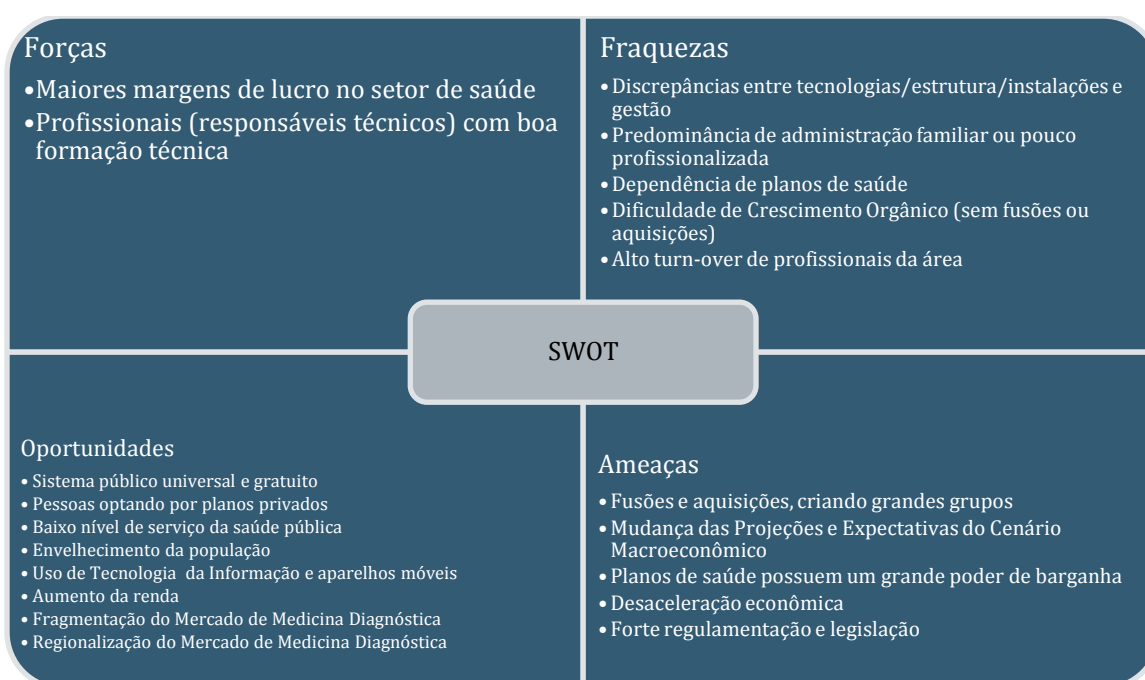 Forças
•Maiores margens de lucro no setor de saúde
•Profissionais (responsáveis técnicos) com boa
formação técnica
Fraquezas
•Discrepâncias entre tecnologias/estrutura/instalações e
gestão
•Predominância de administração familiar ou pouco
profissionalizada
•Dependência de planos de saúde
•Dificuldade de Crescimento Orgânico (sem fusões ou
aquisições)
•Alto turn-over de profissionais da área
SWOT
Oportunidades
• Sistema público universal e gratuito
• Pessoas optando por planos privados
• Baixo nível de serviço da saúde pública
• Envelhecimento da população
• Uso de Tecnologia da Informação e aparelhos móveis
• Aumento da renda
• Fragmentação do Mercado de Medicina Diagnóstica
• Regionalização do Mercado de Medicina Diagnóstica
Ameaças
•Fusões e aquisições, criando grandes grupos
•Mudança das Projeções e Expectativas do Cenário
Macroeconômico
•Planos de saúde possuem um grande poder de barganha
•Desaceleração econômica
•Forte regulamentação e legislação